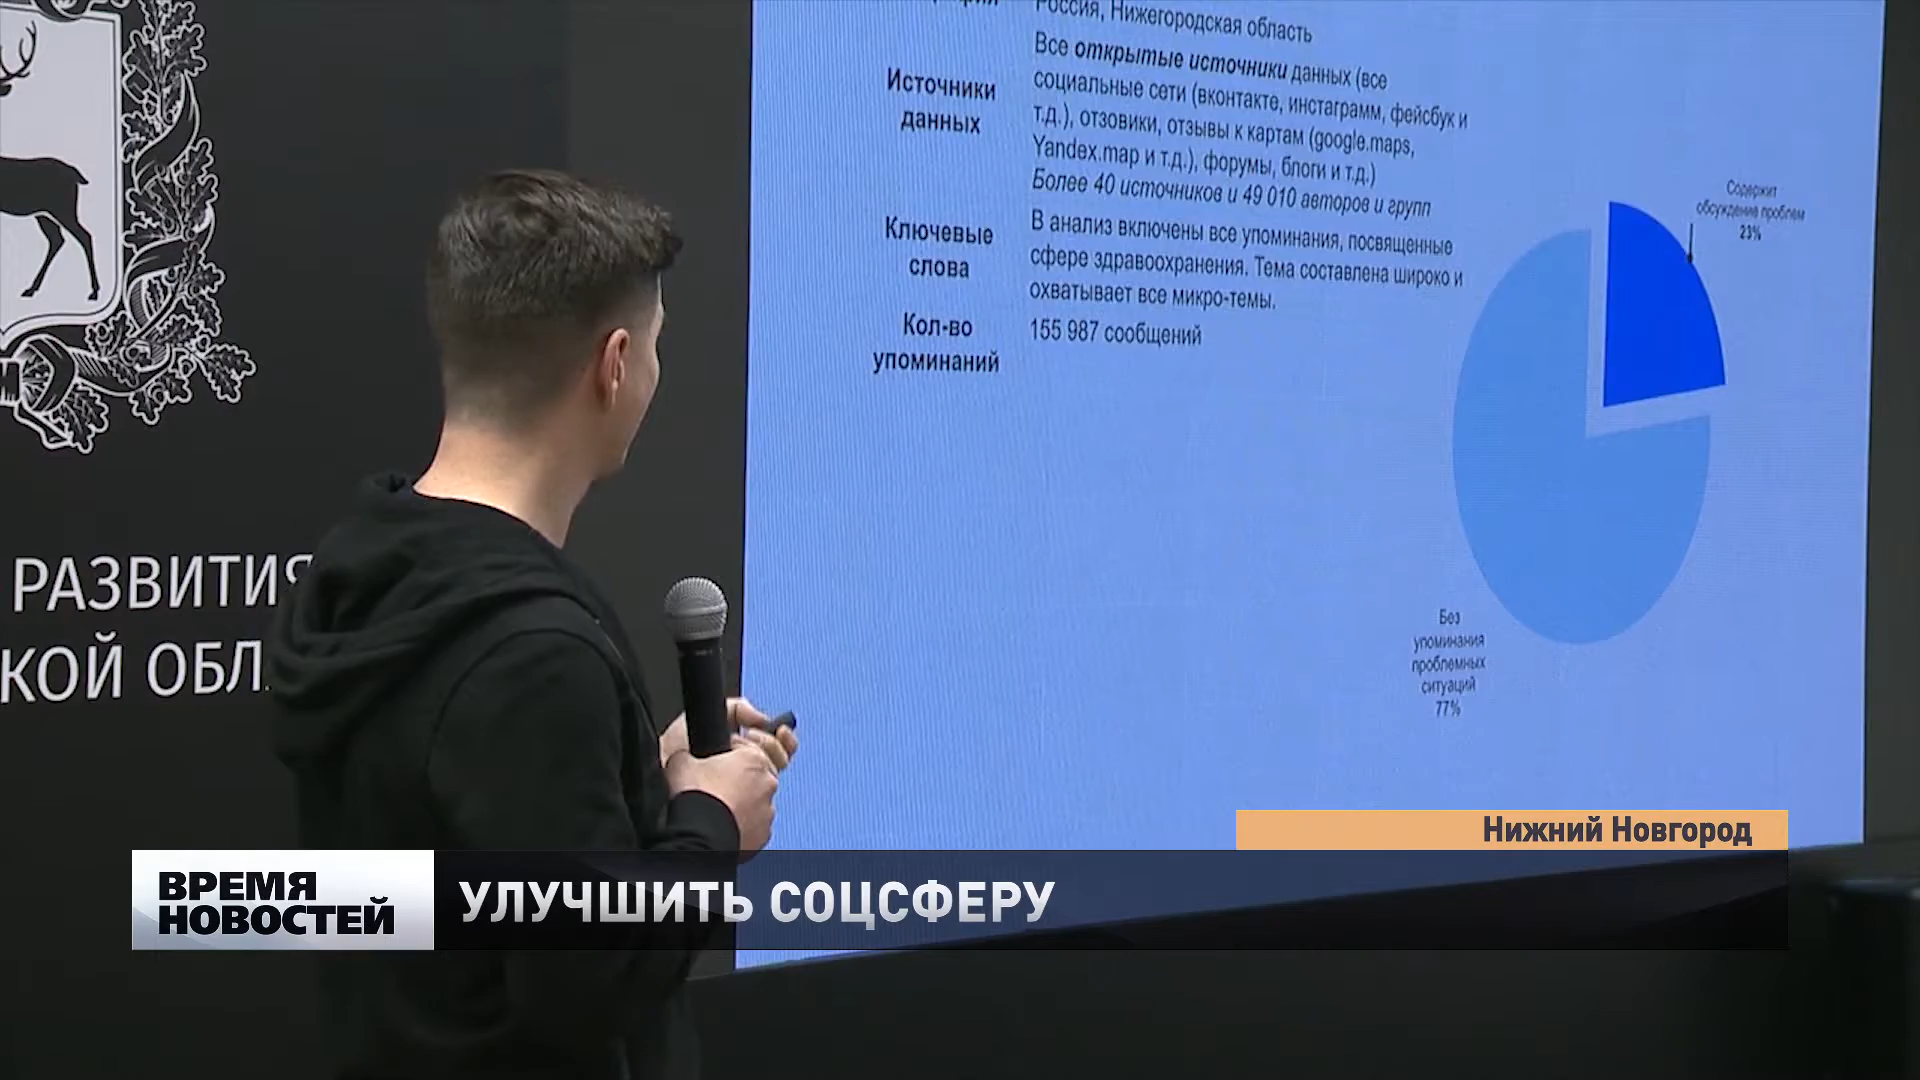 Россия, Нижегородская область
Источники
данных
Все открытые источники данных (все
социальные сети (вконтакте, инстаграмм, фейсбук и
т.д.), отзовики, отзывы к картам (google.maps,
Yandex.map и т.д.), форумы, блоги и т.д.)
Более 40 источников и 49 010 авторов и групп
Ключевые
слова
В анализ включены все упоминания, посвященные
сфере здравоохранения. Тема составлена широко и
охватывает все микро-темы.
Кол-во
упоминаний
155 987 сообщений
Содержит
обсуждение проблем
23%
Без
упоминания
проблемных
ситуаций
77%
РАЗВИТИЯ
КОЙ ОБЛ
Нижний Новгород
ВРЕМЯ
НОВОСТЕЙ
УЛУЧШИТЬ СОЦСФЕРУ